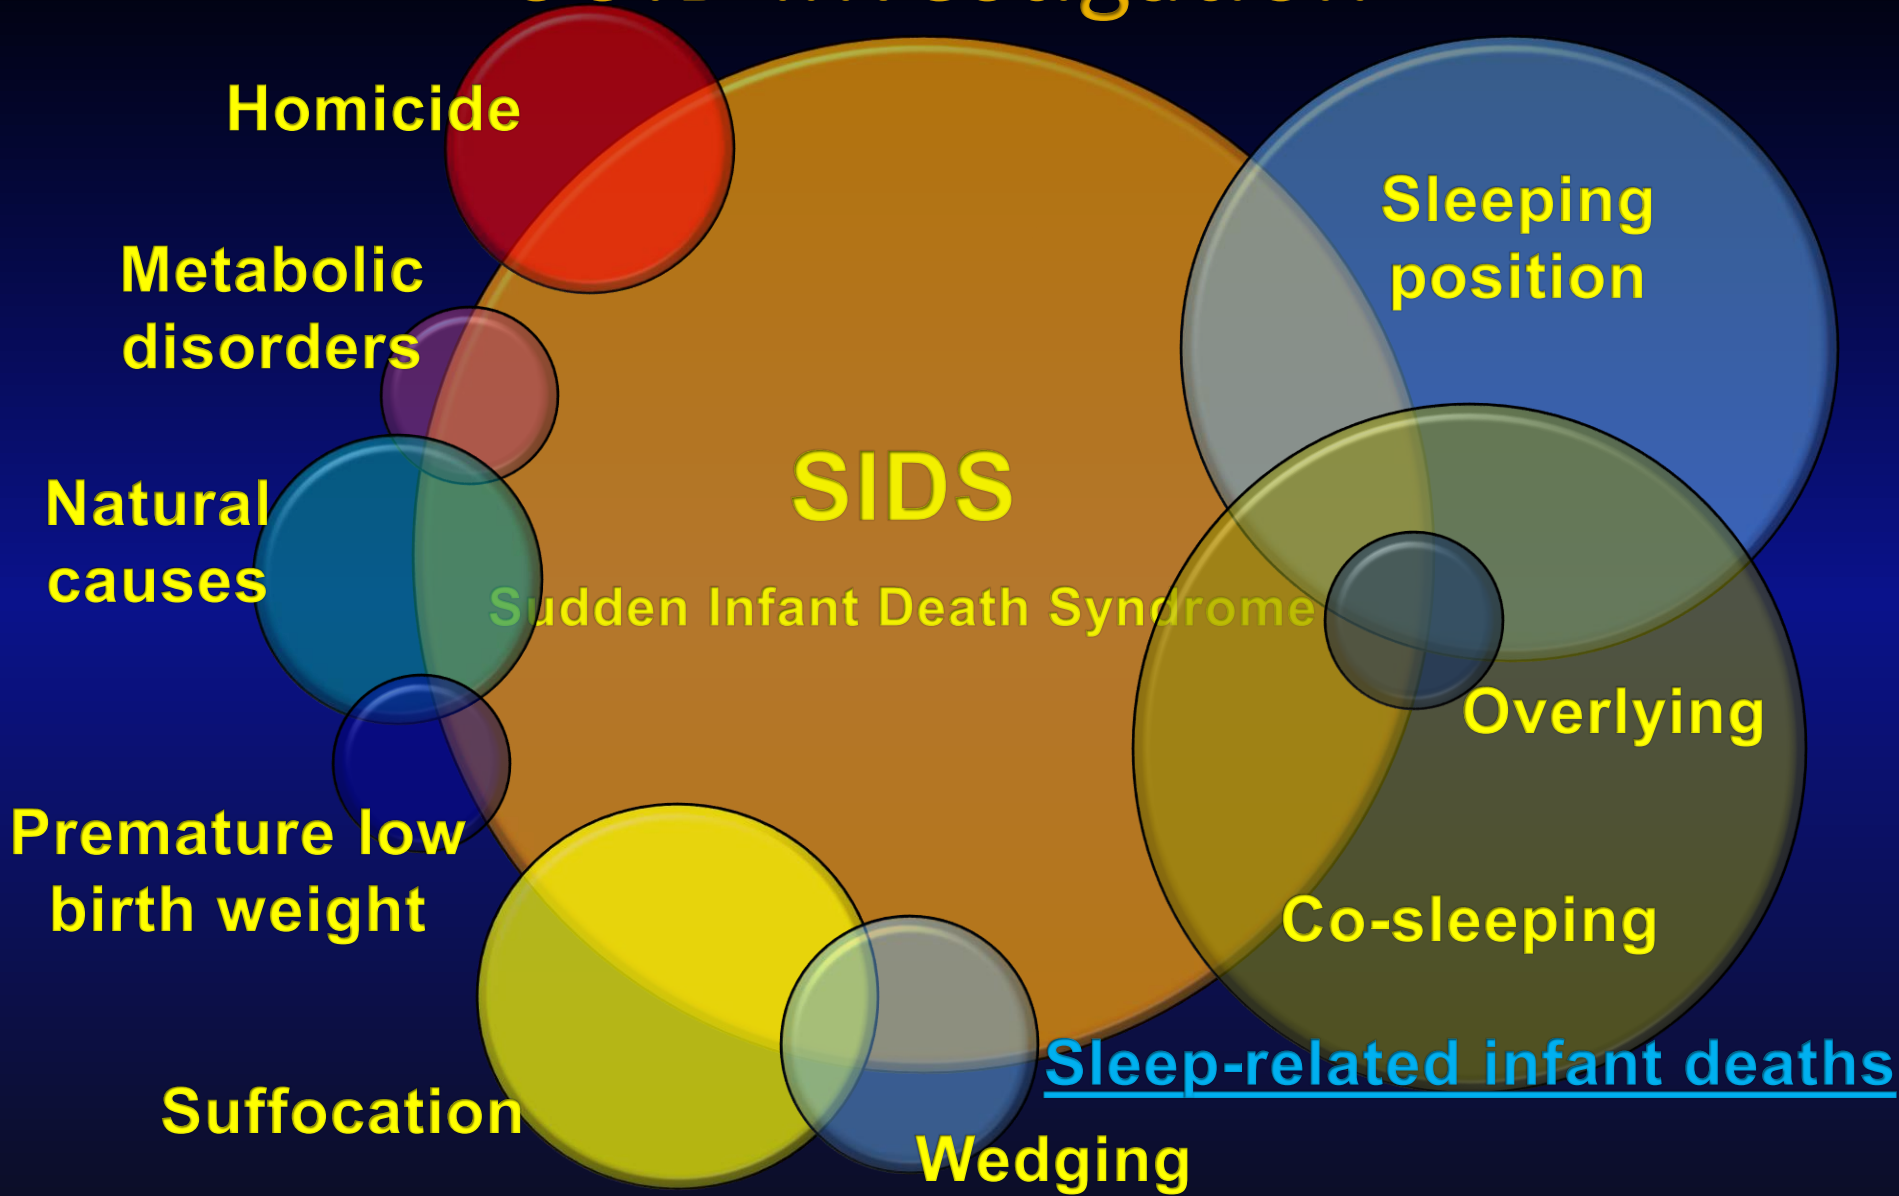 Homicide
Metabolic
disorders
Natural
causes
Premature low
birth weight
Suffocation
Wedging
SIDS
Sudden Infant Death Syndrome
Sleeping
position
Overlying
Co-sleeping
Sleep-related infant deaths